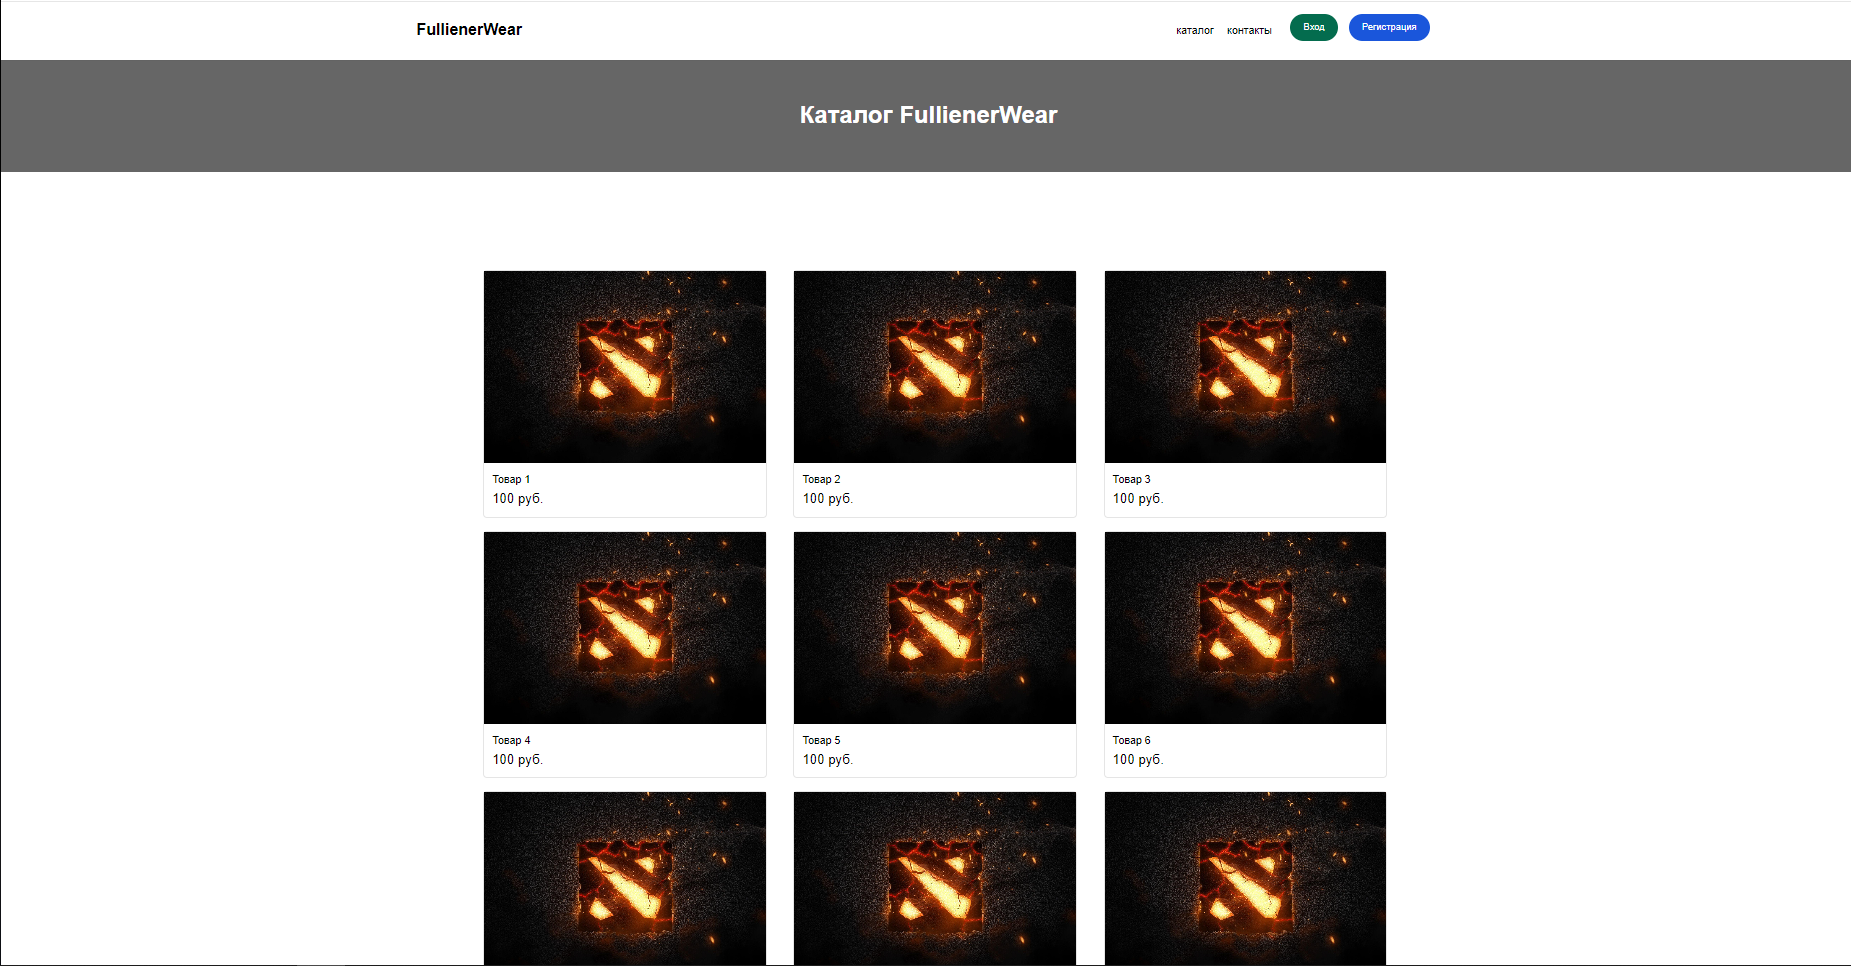 FullienerWear
каталог контакты Вход Регистрация
Каталог FullienerWear
Товар 1
100 руб.
Товар 2
100 руб.
Товар 3
100 руб.
Товар 4
100 руб.
Товар 5
100 руб.
Товар 6
100 руб.